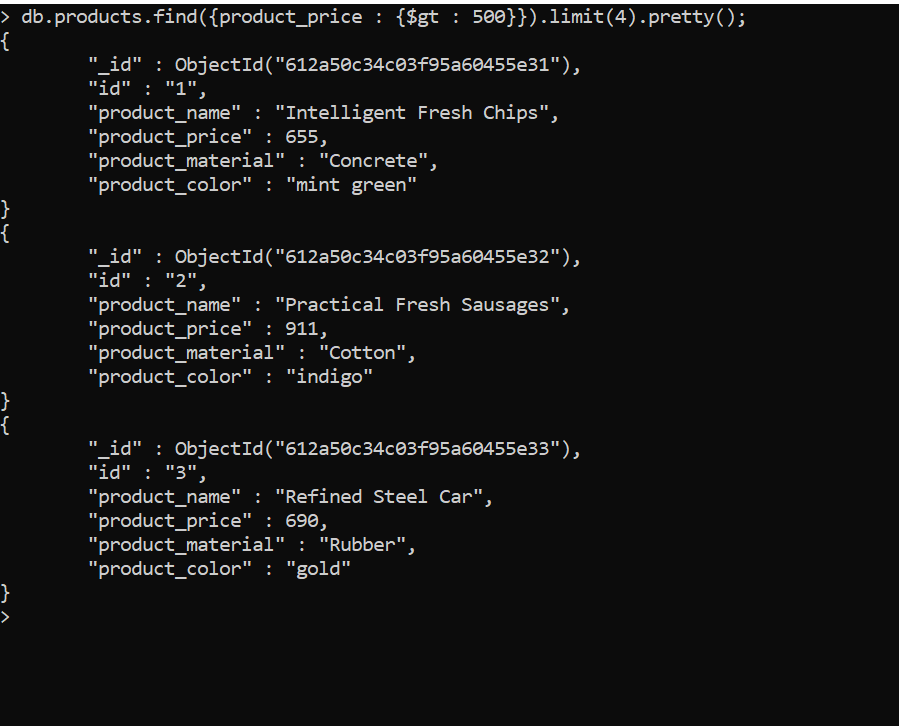 > db.products.find({product_price : {$gt : 500}}).limit(4).pretty();
{
        "_id" : ObjectId("612a50c34c03f95a60455e31"),
        "id" : "1",
        "product_name" : "Intelligent Fresh Chips",
        "product_price" : 655,
        "product_material" : "Concrete",
        "product_color" : "mint green"
}
{
        "_id" : ObjectId("612a50c34c03f95a60455e32"),
        "id" : "2",
        "product_name" : "Practical Fresh Sausages",
        "product_price" : 911,
        "product_material" : "Cotton",
        "product_color" : "indigo"
}
{
        "_id" : ObjectId("612a50c34c03f95a60455e33"),
        "id" : "3",
        "product_name" : "Refined Steel Car",
        "product_price" : 690,
        "product_material" : "Rubber",
        "product_color" : "gold"
}
>